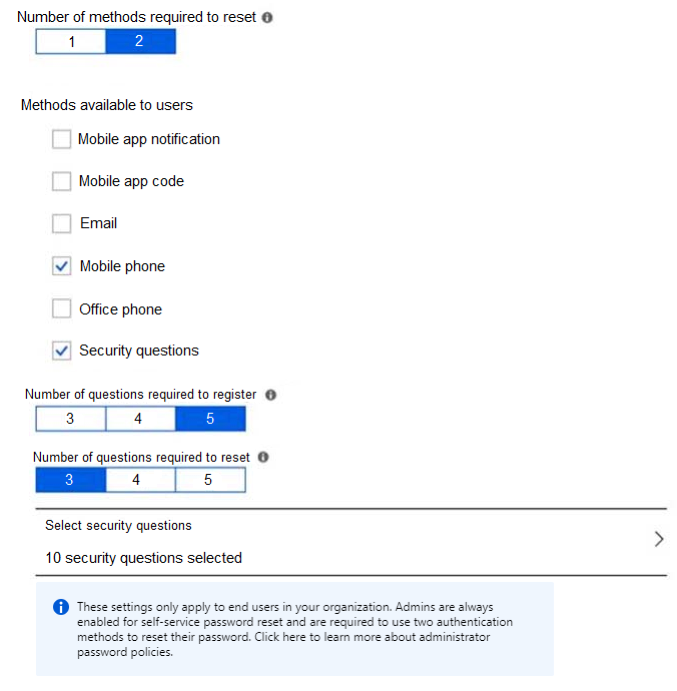 Number of methods required to reset
1 2
Methods available to users
Mobile app notification
Mobile app code
Email
Mobile phone
Office phone
Security questions
Number of questions required to register
3 4 5
Number of questions required to reset
3 4 5
Select security questions
10 security questions selected
These settings only apply to end users in your organization. Admins are always
enabled for self-service password reset and are required to use two authentication
methods to reset their password. Click here to learn more about administrator
password policies.